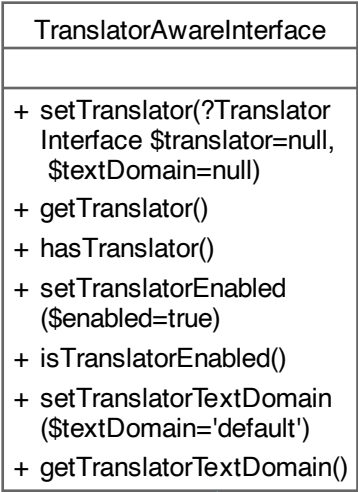 TranslatorAwareInterface
+ setTranslator(?Translator
Interface $translator=null,
$textDomain=null)
+ getTranslator()
+ hasTranslator()
+ setTranslatorEnabled
($enabled=true)
+ isTranslatorEnabled()
+ setTranslatorTextDomain
($textDomain='default')
+ getTranslatorTextDomain()